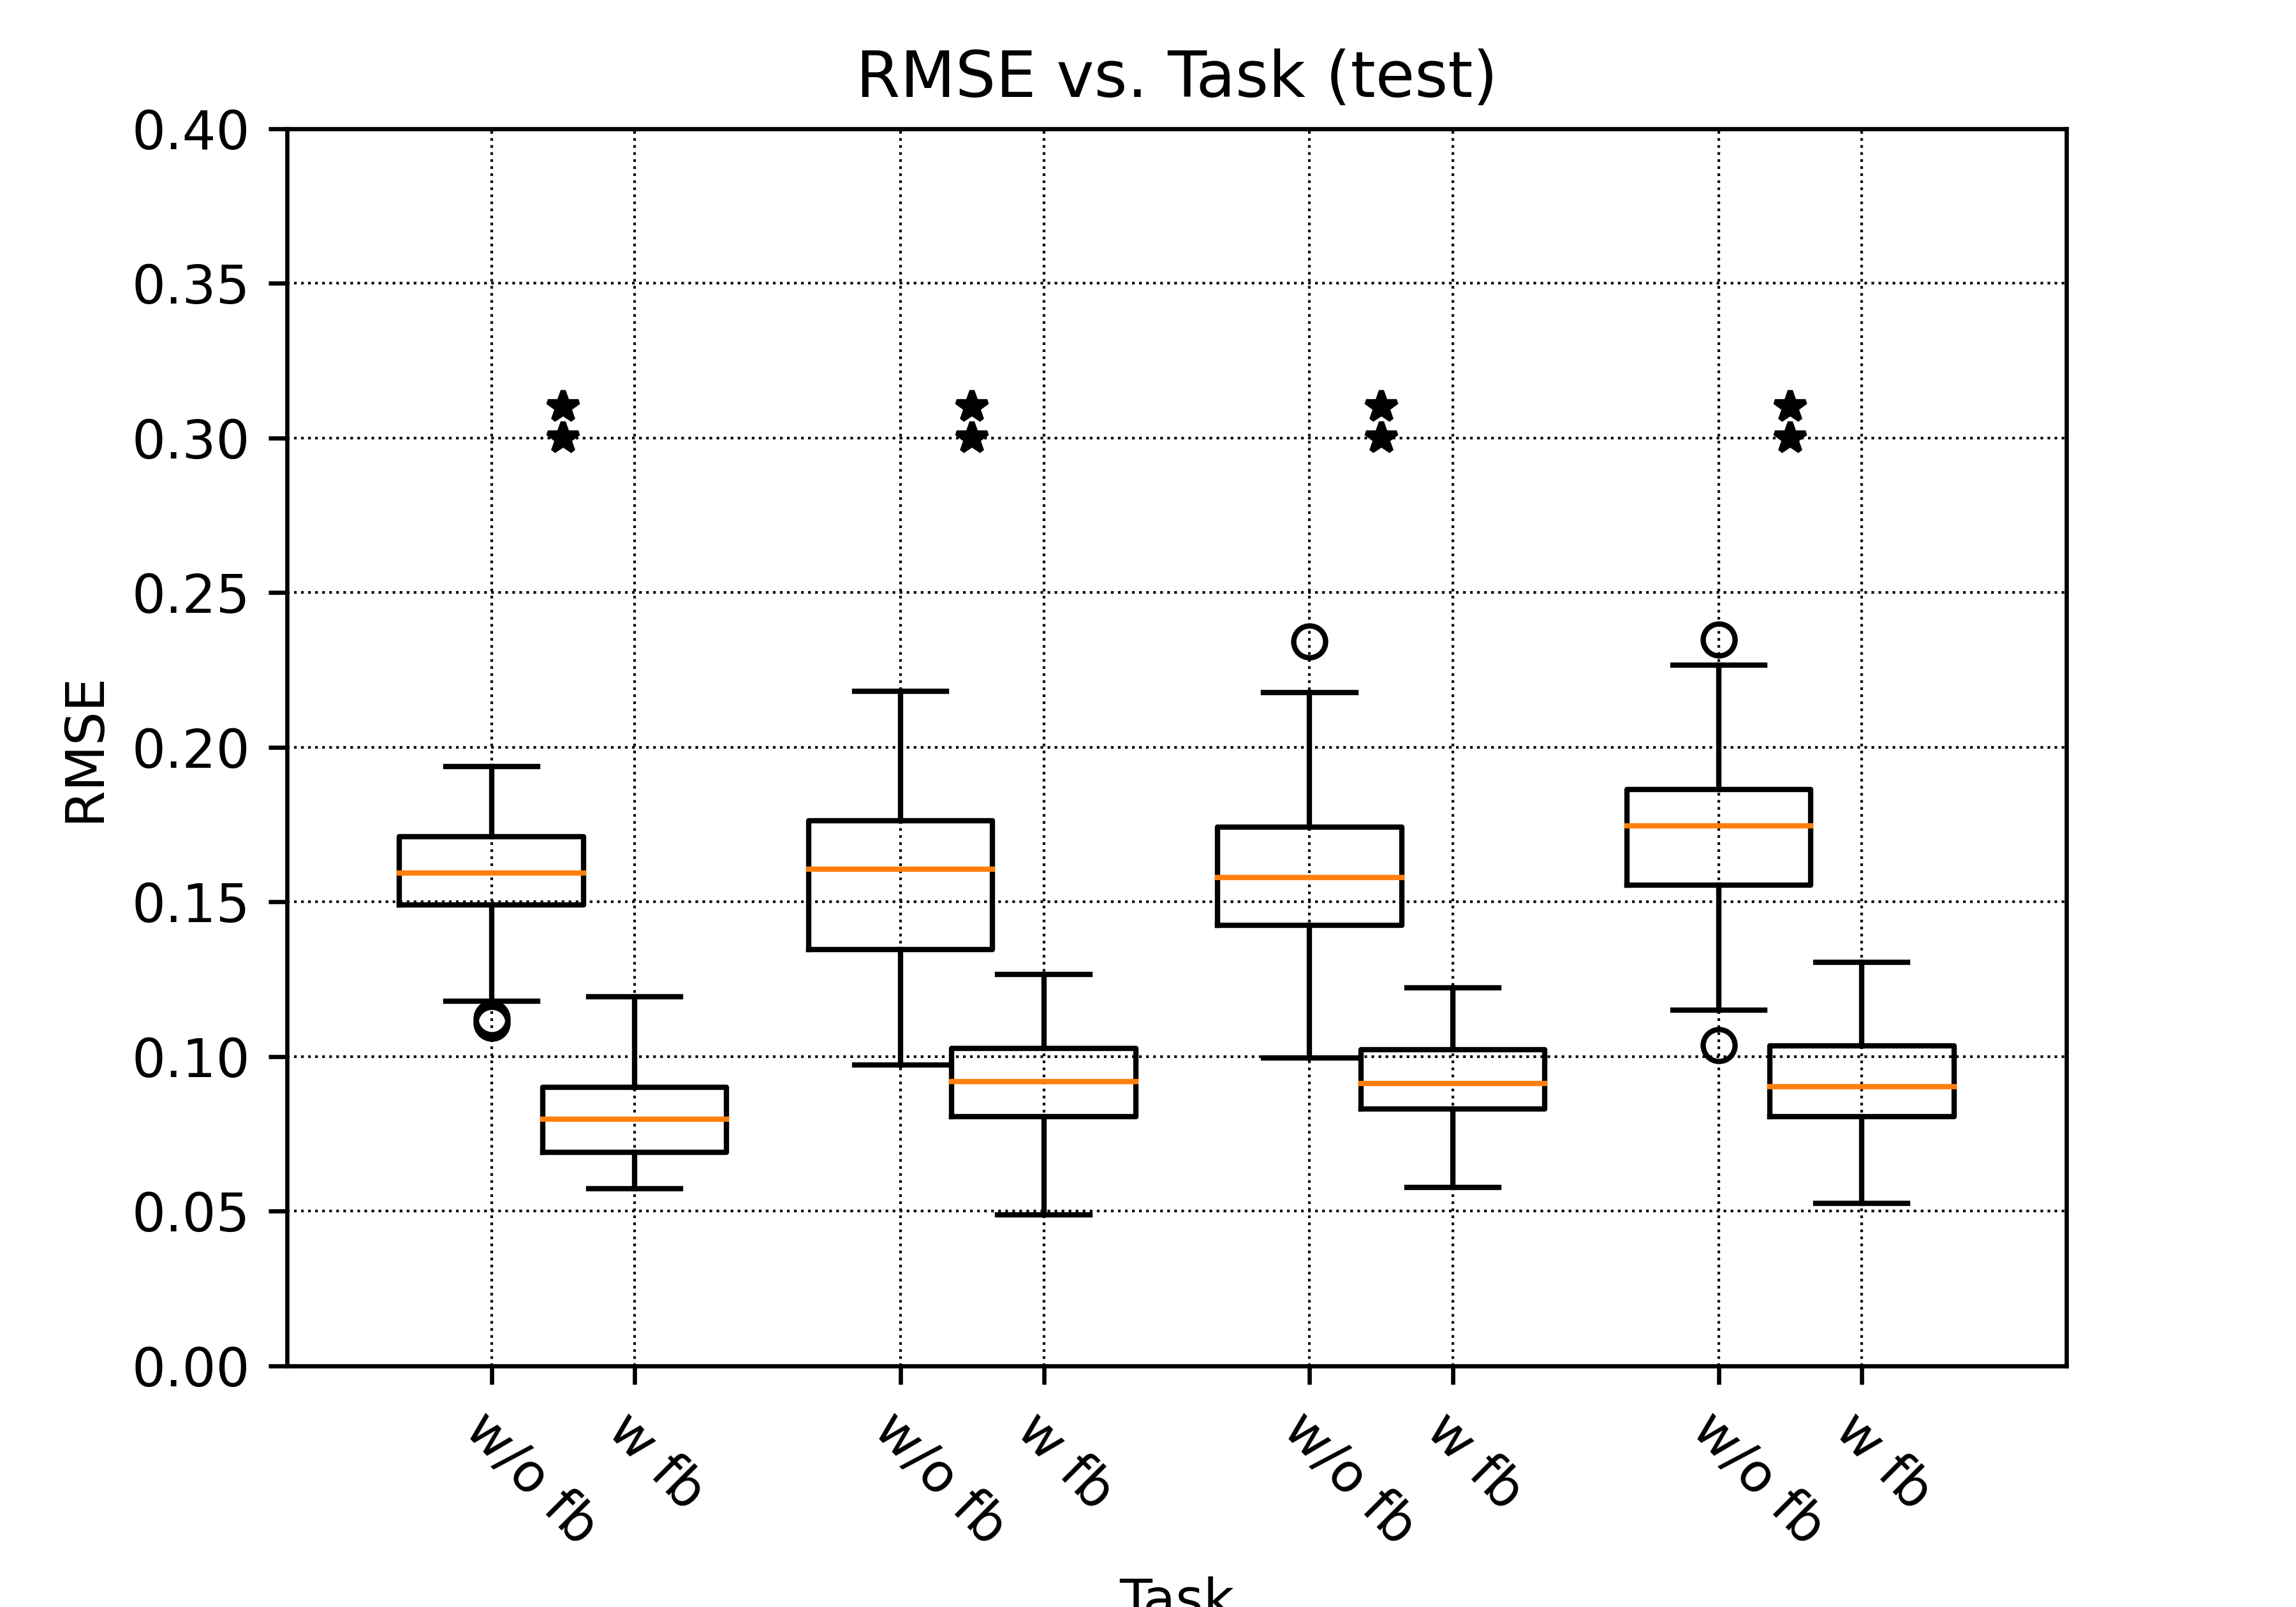 RMSE vs. Task (test)
0.40
0.35
0.30
0.25
0.20
0.15
0.10
0.05
0.00
RMSE
w/o fb
w fb
w/o fb
w fb
w/o fb
w fb
w/o fb
w fb
Task